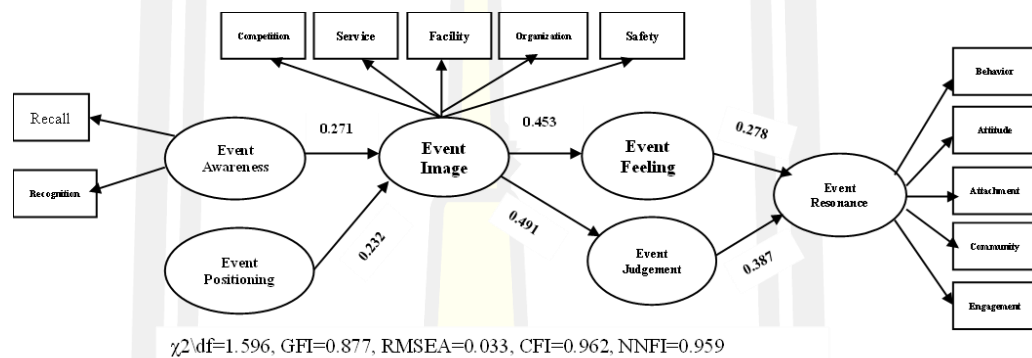 Competition
Service
Facility
Organization
Safety
Behavior
Recall
0.271
0.453
0.278
Attitude
Event
Awareness
Event
Image
Event
Feeling
Recognition
Event
Resonance
Attachment
0.232
0.491
0.387
Event
Positioning
Event
Judgement
Community
Engagement
χ2\df=1.596, GFI=0.877, RMSEA=0.033, CFI=0.962, NNFI=0.959